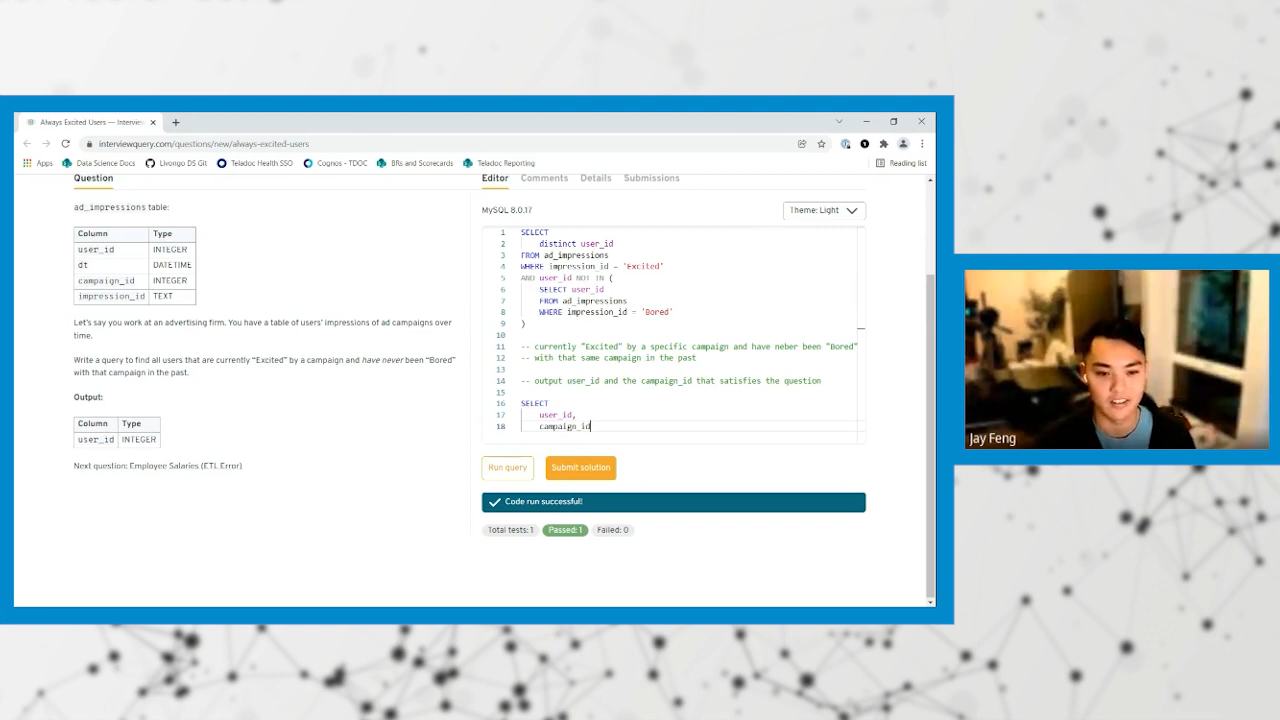 Always Excited Users — Interview
interviewquery.com/questions/new/always-excited-users
Apps Data Science Docs Livongo DS Git Teladoc Health SSO Cognos - TDOC BRs and Scorecards Teladoc Reporting Reading list
Question
ad_impressions table:
Column Type
user_id INTEGER
dt DATETIME
campaign_id INTEGER
impression_id TEXT
Let's say you work at an advertising firm. You have a table of users' impressions of ad campaigns over
time.
Write a query to find all users that are currently "Excited" by a campaign and have never been "Bored"
with that campaign in the past.
Output:
Column Type
user_id INTEGER
Next question: Employee Salaries (ETL Error)
Editor Comments Details Submissions
MySQL 8.0.17 Theme: Light
1 SELECT
2 distinct user_id
3 FROM ad_impressions
4 WHERE impression_id = 'Excited'
5 AND user_id NOT IN (
6 SELECT user_id
7 FROM ad_impressions
8 WHERE impression_id = 'Bored'
9 )
10
11 -- currently "Excited" by a specific campaign and have neber been "Bored"
12 -- with that same campaign in the past
13
14 -- output user_id and the campaign_id that satisfies the question
15
16 SELECT
17 user_id,
18 campaign_id
Run query Submit solution
Code run successful!
Total tests: 1 Passed: 1 Failed: 0
Jay Feng